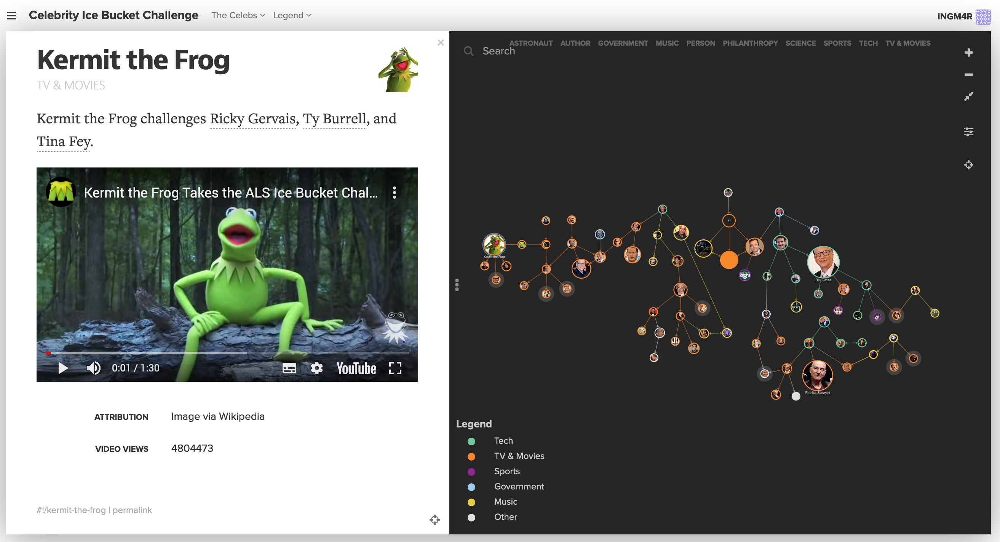 Celebrity Ice Bucket Challenge The Celebs Legend
INGM4R
Kermit the Frog
TV & MOVIES
Kermit the Frog challenges Ricky Gervais, Ty Burrell, and
Tina Fey.
Kermit the Frog Takes the ALS Ice Bucket Chal...
0:01 / 1:30
YouTube
ATTRIBUTION Image via Wikipedia
VIDEO VIEWS 4804473
#!/kermit-the-frog | permalink
ASTRONAUT AUTHOR GOVERNMENT MUSIC PERSON PHILANTHROPY SCIENCE SPORTS TECH TV & MOVIES
Search
Kermit the Frog
NEW YORK
JETS
Bill Gates
Patrick Stewart
Legend
Tech
TV & Movies
Sports
Government
Music
Other